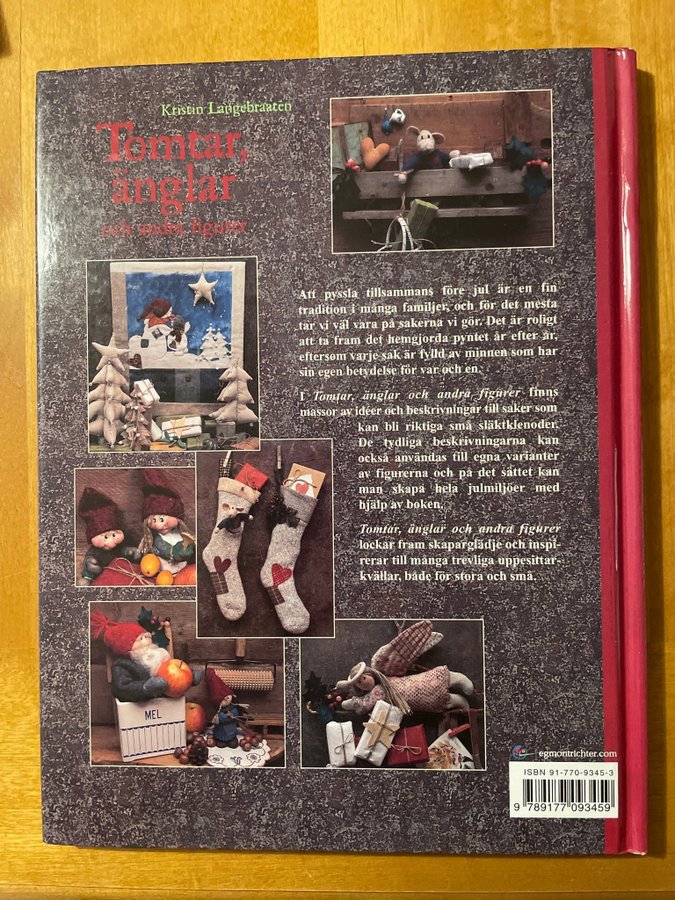 Kristin Langebraaten
Tomtar,
änglar
och andra figurer
Att pyssla tillsammans före jul är en fin
tradition i många familjer, och för det mesta
tar vi väl vara på sakerna vi gör. Det är roligt
att ta fram det hemgjorda pyntet år efter år,
eftersom varje sak är fylld av minnen som har
sin egen betydelse för var och en.
I Tomtar, änglar och andra figurer finns
massor av idéer och beskrivningar till saker som
kan bli riktiga små släktklenoder.
De tydliga beskrivningarna kan
också användas till egna varianter
av figurerna och på det sättet kan
man skapa hela julmiljöer med
hjälp av boken.
Tomtar, änglar och andra figurer
lockar fram skaparglädje och inspi-
rerar till många trevliga uppesittar-
kvällar, både för stora och små.
MEL
egmontrichter.com
ISBN 91-770-9345-3
9 789177 093459